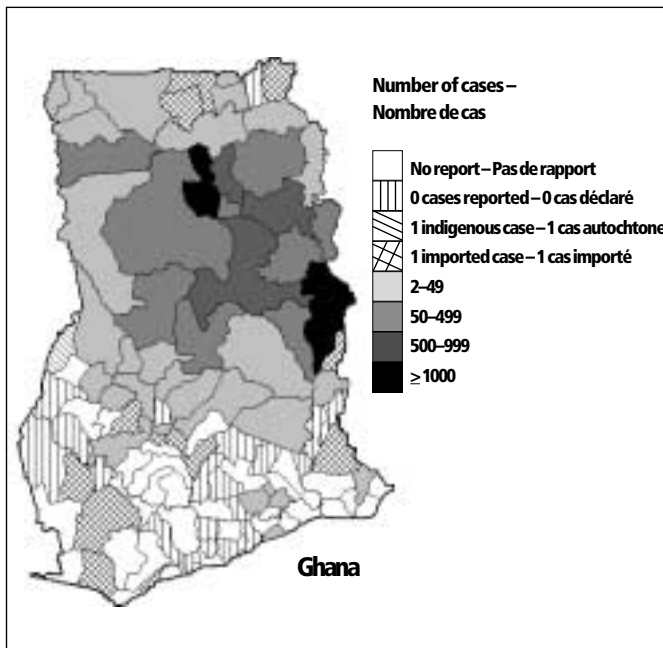 Number of cases –
Nombre de cas
No report – Pas de rapport
0 cases reported – 0 cas déclaré
1 indigenous case – 1 cas autochtone
1 imported case – 1 cas importé
2–49
50–499
500–999
≥ 1000
Ghana